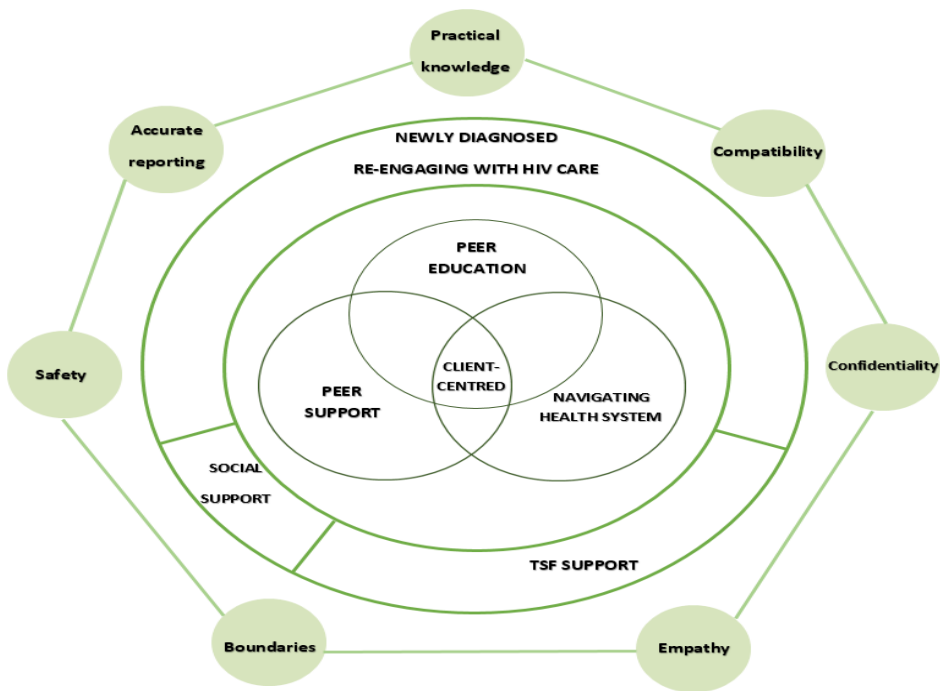 Practical
knowledge
Accurate
reporting
Compatibility
NEWLY DIAGNOSED
RE-ENGAGING WITH HIV CARE
PEER
EDUCATION
CLIENT-
CENTRED
PEER
SUPPORT
NAVIGATING
HEALTH SYSTEM
Safety
Confidentiality
SOCIAL
SUPPORT
TSF SUPPORT
Boundaries
Empathy